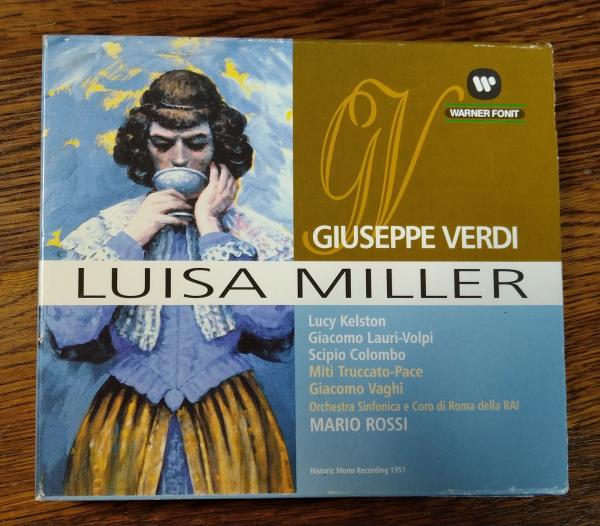 GV
WARNER FONIT
GIUSEPPE VERDI
LUISA MILLER
Lucy Kelston
Giacomo Lauri-Volpi
Scipio Colombo
Miti Truccato-Pace
Giacomo Vaghi
Orchestra Sinfonica e Coro di Roma della RAI
MARIO ROSSI
Historic Mono Recording 1951